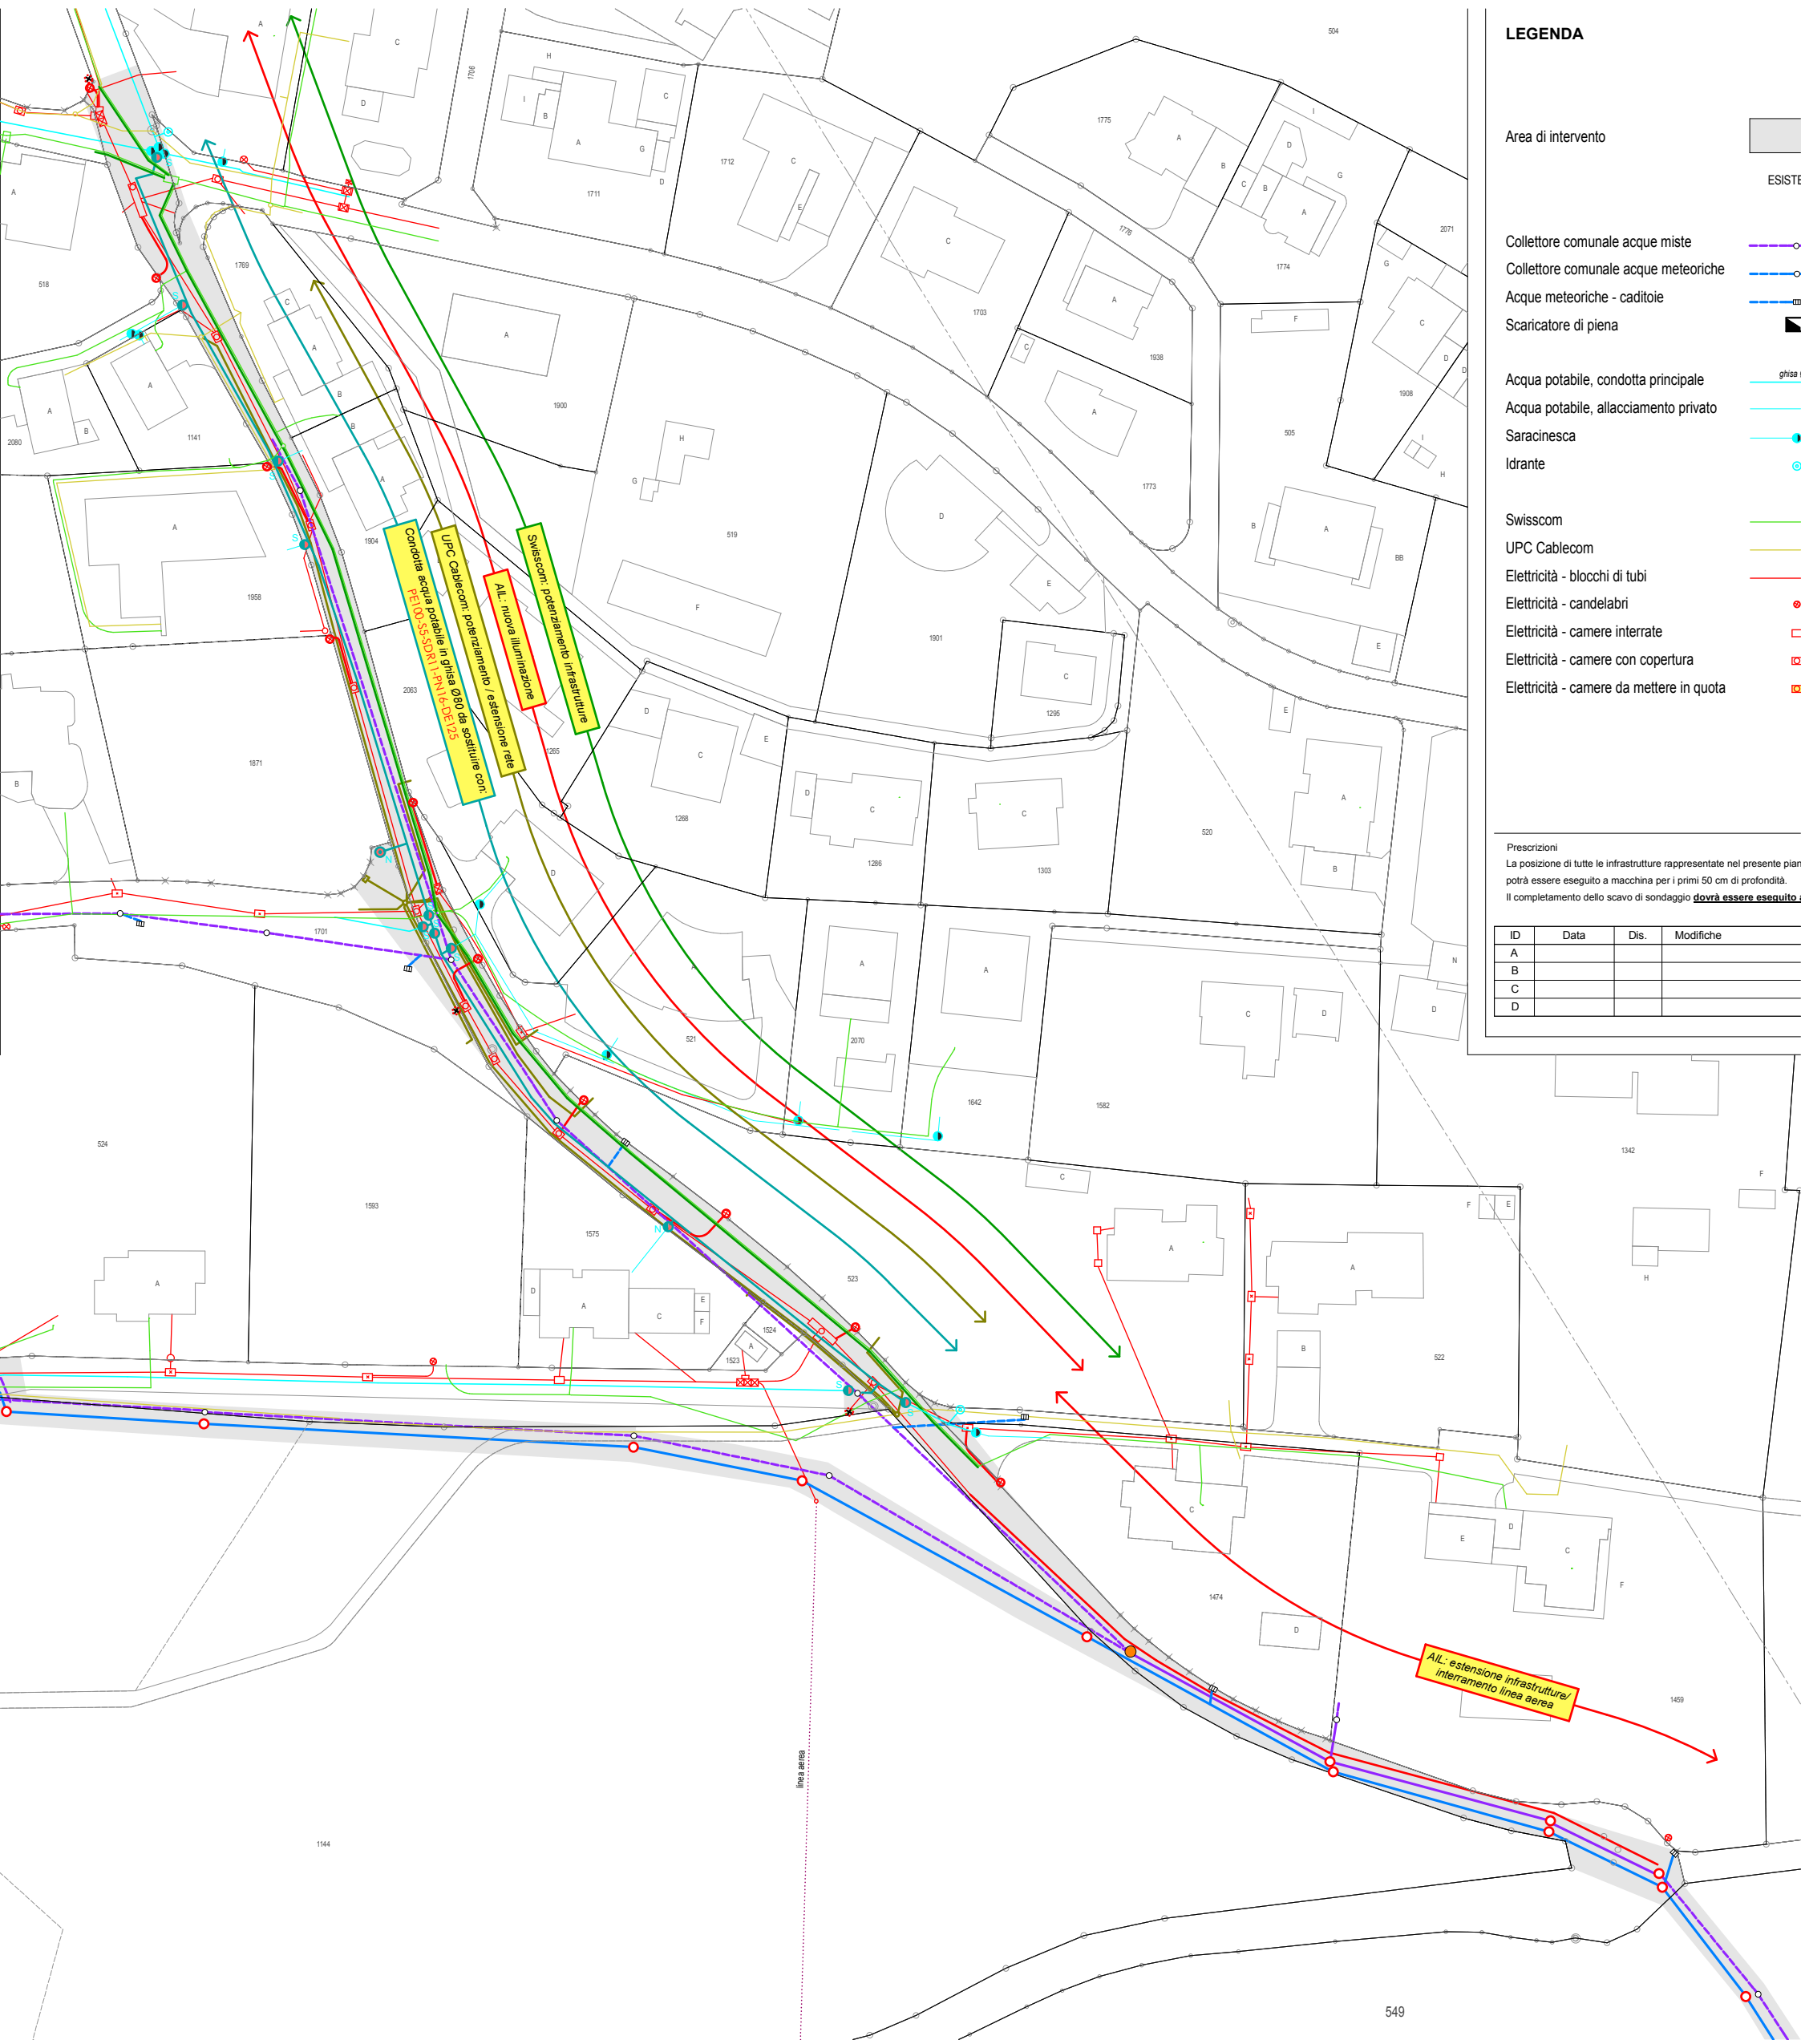 LEGENDA
Area di intervento
ESISTE
Collettore comunale acque miste
Collettore comunale acque meteoriche
Acque meteoriche - caditoie
Scaricatore di piena
Acqua potabile, condotta principale
ghisa
Acqua potabile, allacciamento privato
Saracinesca
Idrante
Swisscom
UPC Cablecom
Elettricità - blocchi di tubi
Elettricità - candelabri
Elettricità - camere interrate
Elettricità - camere con copertura
Elettricità - camere da mettere in quota
Prescrizioni
La posizione di tutte le infrastrutture rappresentate nel presente pian
potrà essere eseguito a macchina per i primi 50 cm di profondità.
Il completamento dello scavo di sondaggio dovrà essere eseguito a
ID Data Dis. Modifiche
A
B
C
D
Condotta acqua potabile in ghisa Ø80 da sostituire con:
PE100-S5-SDR11-PN16-DE125
UPC Cablecom: potenziamento / estensione rete
AIL: nuova illuminazione
Swisscom: potenziamento infrastrutture
AIL: estensione infrastrutture/
interramento linea aerea
linea aerea
504
1706
1775
1712
1711
1776
2071
1774
1769
518
1703
1938
1908
1900
505
2080
1141
1773
519
1904
1958
1901
2063
1295
1265
1871
1268
520
1286
1303
1701
521
2070
1642
1582
524
1342
1593
1575
523
1524
1523
522
1474
1459
1144
549